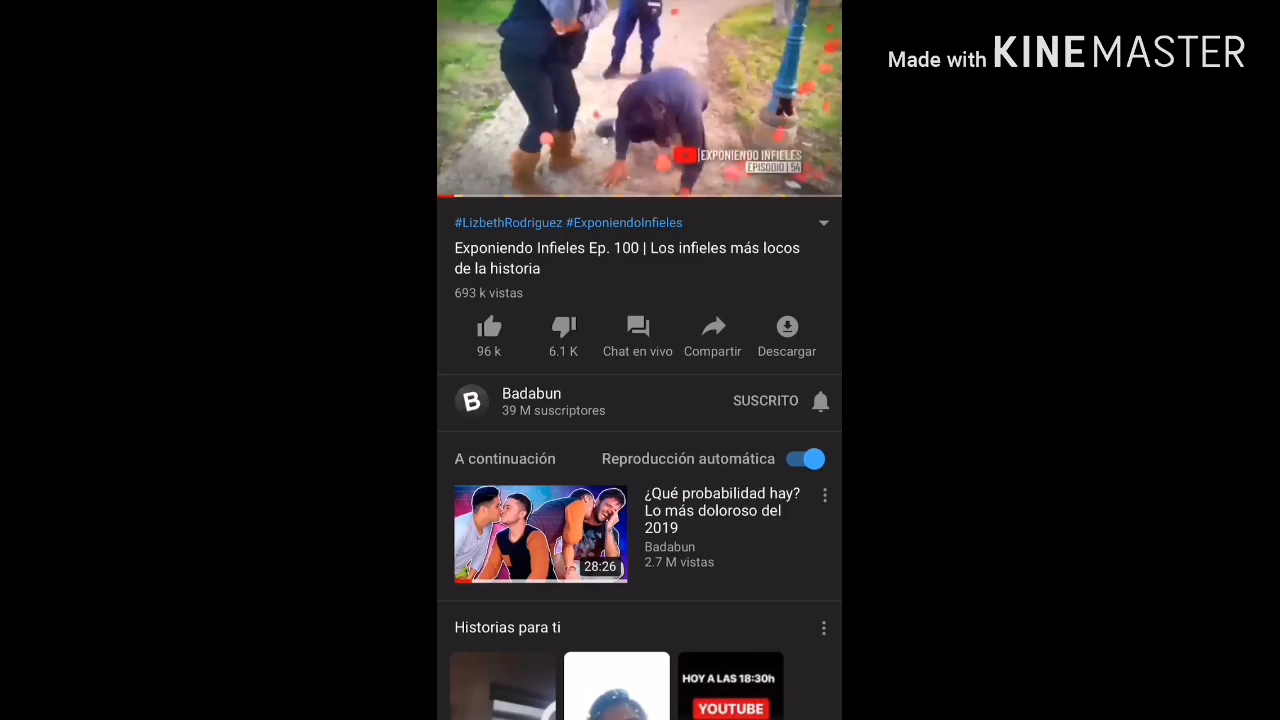 Made with KINEMASTER
EXPONIENDO INFIELES
EPISODIO | 54
#LizbethRodriguez #ExponiendoInfieles
Exponiendo Infieles Ep. 100 | Los infieles más locos
de la historia
693 k vistas
96 k
6.1 K
Chat en vivo
Compartir
Descargar
B
Badabun
39 M suscriptores
SUSCRITO
A continuación
Reproducción automática
¿Qué probabilidad hay?
Lo más doloroso del
2019
Badabun
2.7 M vistas
28:26
Historias para ti
HOY A LAS 18:30h
YOUTUBE